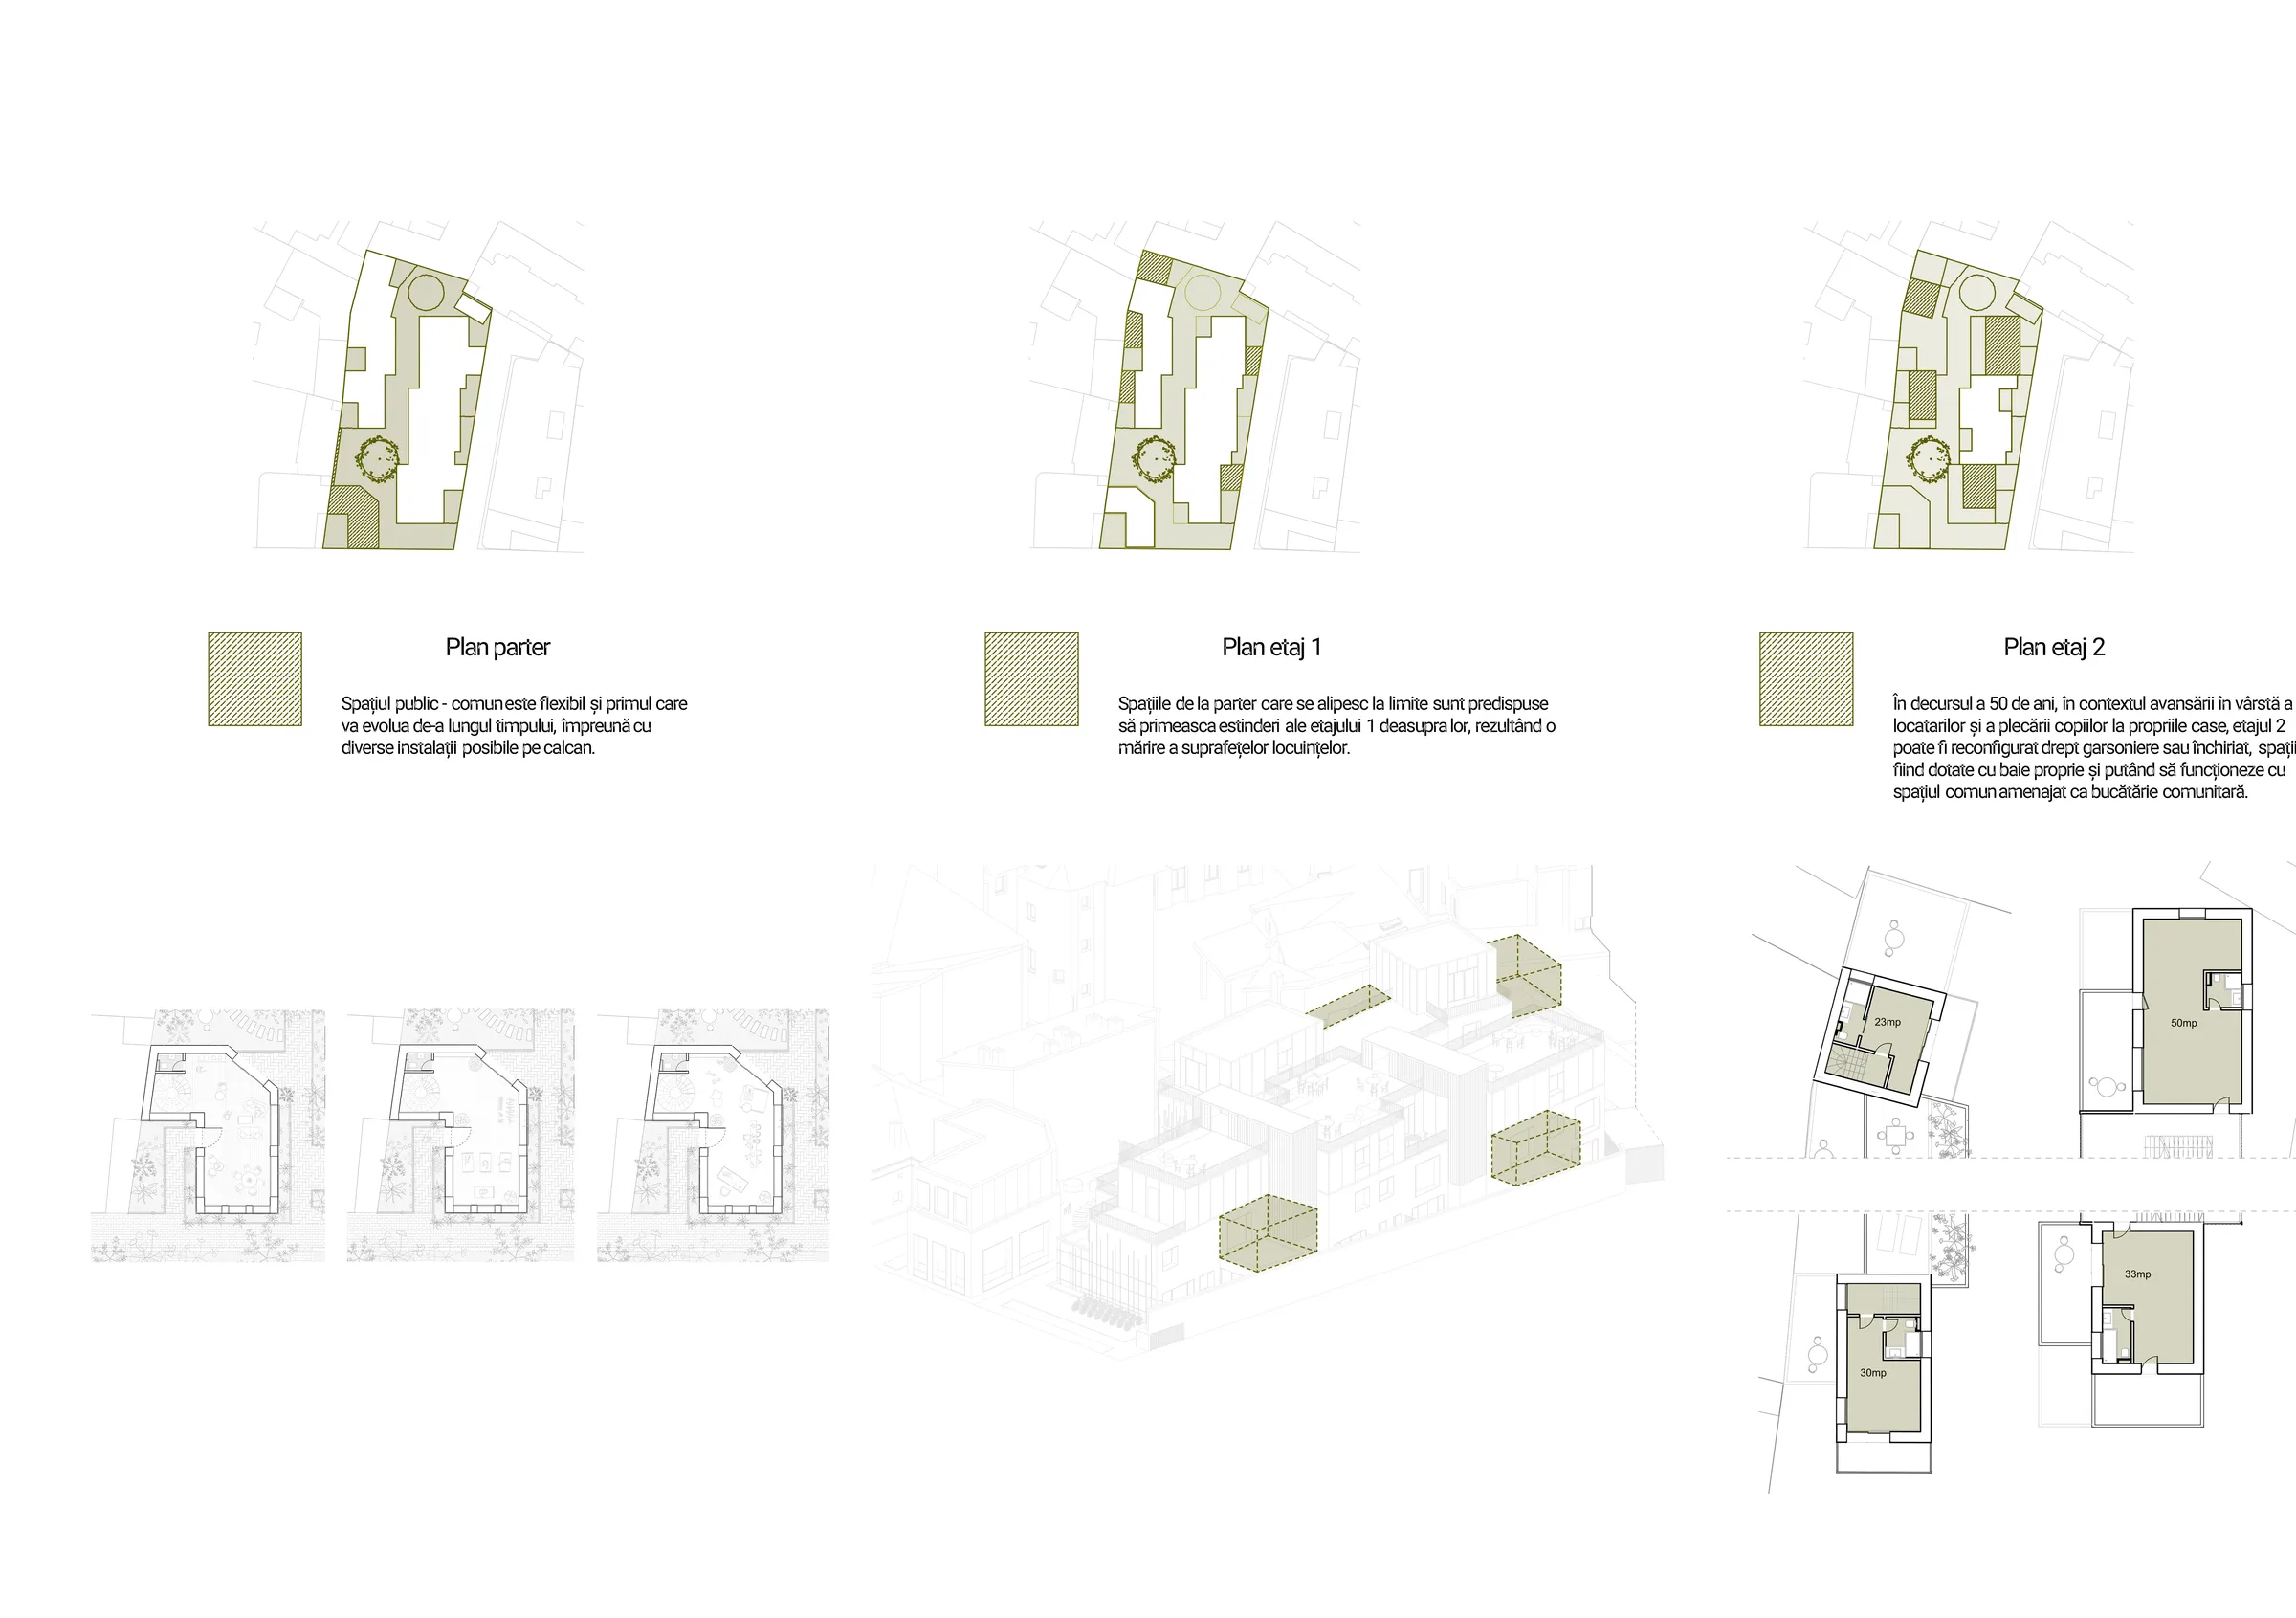 Plan parter
Spațiul public - comun este flexibil și primul care
va evolua de-a lungul timpului, împreună cu
diverse instalații posibile pe calcan.
Plan etaj 1
Spațiile de la parter care se alipesc la limite sunt predispuse
să primeasca estinderi ale etajului 1 deasupra lor, rezultând o
mărire a suprafețelor locuințelor.
Plan etaj 2
În decursul a 50 de ani, în contextul avansării în vârstă a
locatarilor și a plecării copiilor la propriile case, etajul 2
poate fi reconfigurat drept garsoniere sau închiriat,
fiind dotate cu baie proprie și putând să funcționeze cu
spațiul comun amenajat ca bucătărie comunitară.
23mp
50mp
33mp
30mp